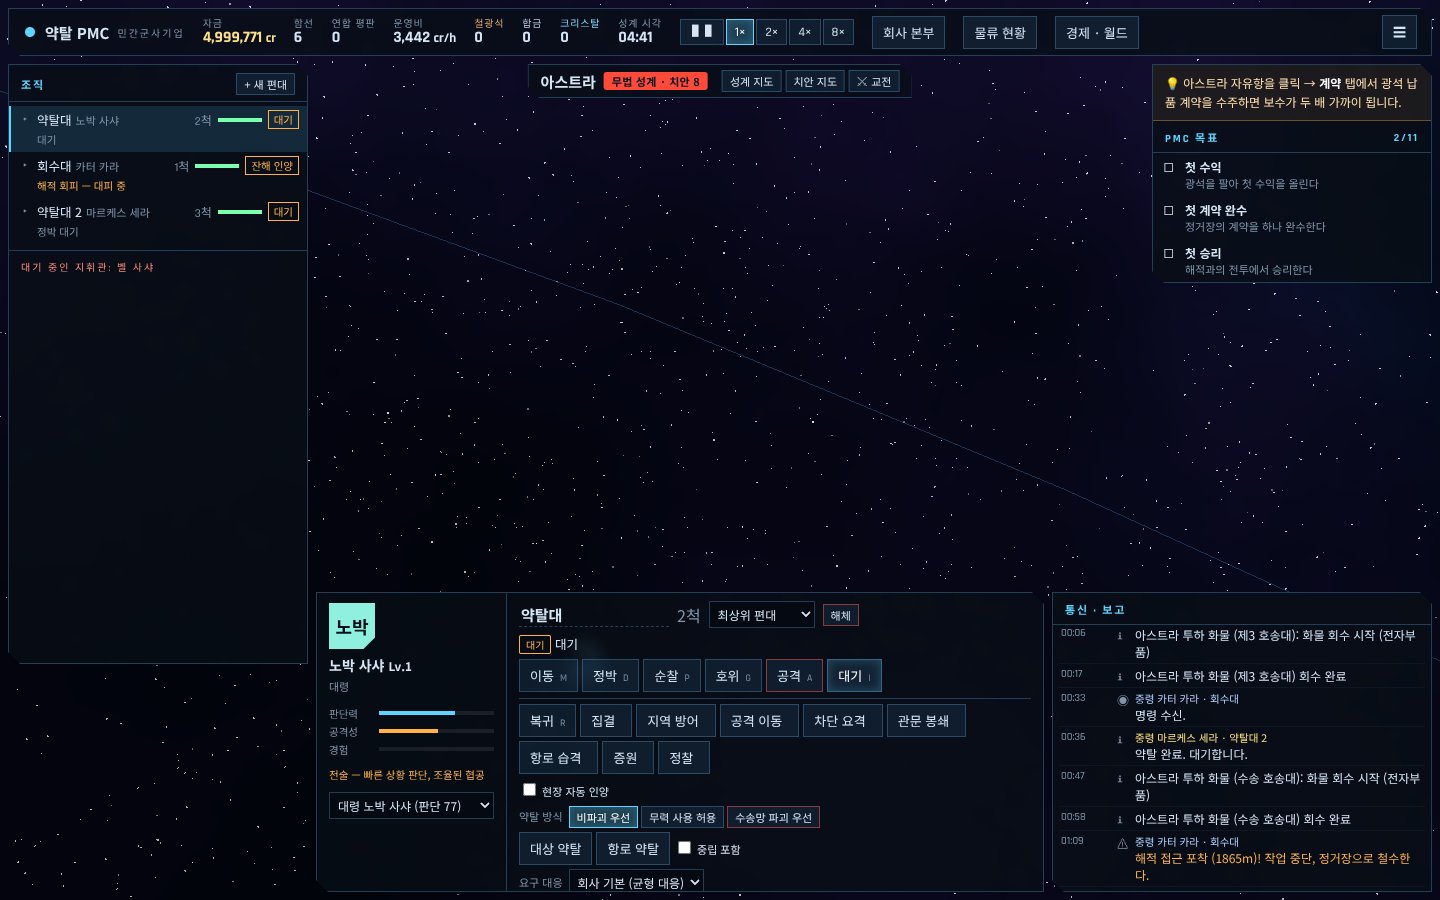 약탈 PMC 민간군사기업
자금 4,999,771 cr
함선 6
연합 평판 0
운영비 3,442 cr/h
철광석 0
합금 0
크리스탈 0
성계 시각 04:41
❚❚ 1× 2× 4× 8×
회사 본부 물류 현황 경제 · 월드 ☰
조직 + 새 편대
약탈대 노박 사샤 2척 대기
대기
회수대 카터 카라 1척 잔해 인양
해적 회피 — 대피 중
약탈대 2 마르케스 세라 3척 대기
정박 대기
대기 중인 지휘관: 벨 사샤
아스트라 무법 성계 · 치안 8 성계 지도 치안 지도 ⚔ 교전
💡 아스트라 자유항을 클릭 → 계약 탭에서 광석 납
품 계약을 수주하면 보수가 두 배 가까이 됩니다.
PMC 목표 2/11
☐ 첫 수익
광석을 팔아 첫 수익을 올린다
☐ 첫 계약 완수
정거장의 계약을 하나 완수한다
☐ 첫 승리
해적과의 전투에서 승리한다
노박
노박 사샤 Lv.1
대령
판단력
공격성
경험
전술 — 빠른 상황 판단, 조율된 협공
대령 노박 사샤 (판단 77)
약탈대 2척 최상위 편대 해체
대기 대기
이동 M 정박 D 순찰 P 호위 G 공격 A 대기 I
복귀 R 집결 지역 방어 공격 이동 차단 요격 관문 봉쇄
항로 습격 증원 정찰
현장 자동 인양
약탈 방식 비파괴 우선 무력 사용 허용 수송망 파괴 우선
대상 약탈 항로 약탈 중립 포함
요구 대응 회사 기본 (균형 대응)
통신 · 보고
00:06 ℹ 아스트라 투하 화물 (제3 호송대): 화물 회수 시작 (전자부
품)
00:17 ℹ 아스트라 투하 화물 (제3 호송대) 회수 완료
00:33 ◉ 중령 카터 카라 · 회수대
명령 수신.
00:36 ℹ 중령 마르케스 세라 · 약탈대 2
약탈 완료. 대기합니다.
00:47 ℹ 아스트라 투하 화물 (수송 호송대): 화물 회수 시작 (전자부
품)
00:58 ℹ 아스트라 투하 화물 (수송 호송대) 회수 완료
01:09 ⚠ 중령 카터 카라 · 회수대
해적 접근 포착 (1865m)! 작업 중단, 정거장으로 철수한
다.